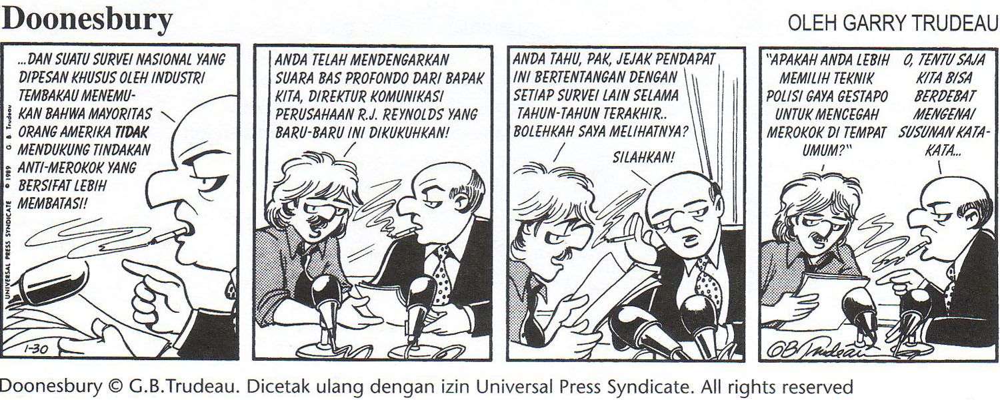 Doonesbury
OLEH GARRY TRUDEAU
...DAN SUATU SURVEI NASIONAL YANG
DIPESAN KHUSUS OLEH INDUSTRI
TEMBAKAU MENEMU-
KAN BAHWA MAYORITAS
ORANG AMERIKA TIDAK
MENDUKUNG TINDAKAN
ANTI-MEROKOK YANG
BERSIFAT LEBIH
MEMBATASI!!
UNIVERSAL PRESS SYNDICATE © 1989 G. B. Trudeau
1-30
ANDA TELAH MENDENGARKAN
SUARA BAS PROFONDO DARI BAPAK
KITA, DIREKTUR KOMUNIKASI
PERUSAHAAN R.J. REYNOLDS YANG
BARU-BARU INI DIKUKUHKAN!
ANDA TAHU, PAK, JEJAK PENDAPAT
INI BERTENTANGAN DENGAN
SETIAP SURVEI LAIN SELAMA
TAHUN-TAHUN TERAKHIR..
BOLEHKAH SAYA MELIHATNYA?
SILAHKAN!
"APAKAH ANDA LEBIH
MEMILIH TEKNIK
POLISI GAYA GESTAPO
UNTUK MENCEGAH
MEROKOK DI TEMPAT
UMUM?"
O, TENTU SAJA
KITA BISA
BERDEBAT
MENGENAI
SUSUNAN KATA-
KATA...
GB Trudeau
Doonesbury © G.B.Trudeau. Dicetak ulang dengan izin Universal Press Syndicate. All rights reserved